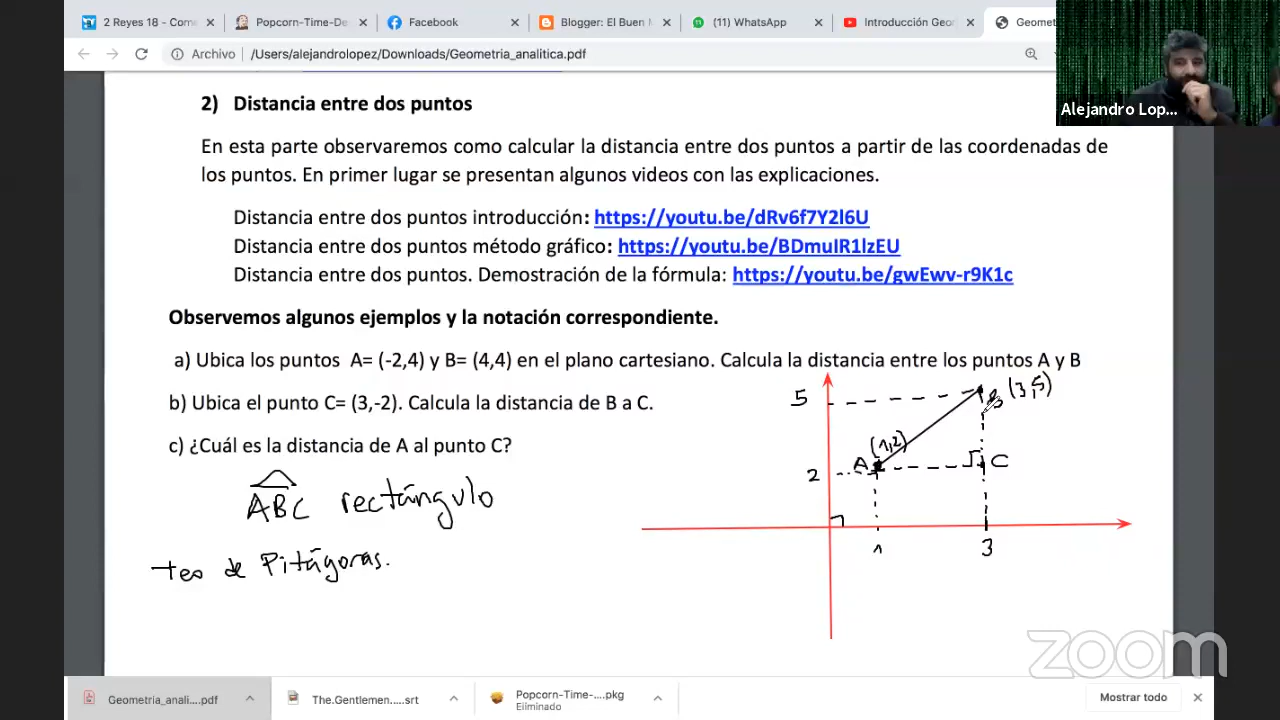 2 Reyes 18 - Come
Popcorn-Time-De
Facebook
Blogger: El Buen
(11) WhatsApp
Introducción Geo
Geome
Archivo | /Users/alejandrolopez/Downloads/Geometria_analitica.pdf
Alejandro Lop...
2) Distancia entre dos puntos
En esta parte observaremos como calcular la distancia entre dos puntos a partir de las coordenadas de
los puntos. En primer lugar se presentan algunos videos con las explicaciones.
Distancia entre dos puntos introducción: https://youtu.be/dRv6f7Y2l6U
Distancia entre dos puntos método gráfico: https://youtu.be/BDmuIR1lzEU
Distancia entre dos puntos. Demostración de la fórmula: https://youtu.be/gwEwv-r9K1c
Observemos algunos ejemplos y la notación correspondiente.
a) Ubica los puntos A= (-2,4) y B= (4,4) en el plano cartesiano. Calcula la distancia entre los puntos A y B
b) Ubica el punto C= (3,-2). Calcula la distancia de B a C.
c) ¿Cuál es la distancia de A al punto C?
ABC rectángulo
teo de Pitágoras.
5
B (3,5)
(1,2)
A
C
2
1
3
zoom
Geometria_anali....pdf
The.Gentlemen.....srt
Popcorn-Time-....pkg
Eliminado
Mostrar todo